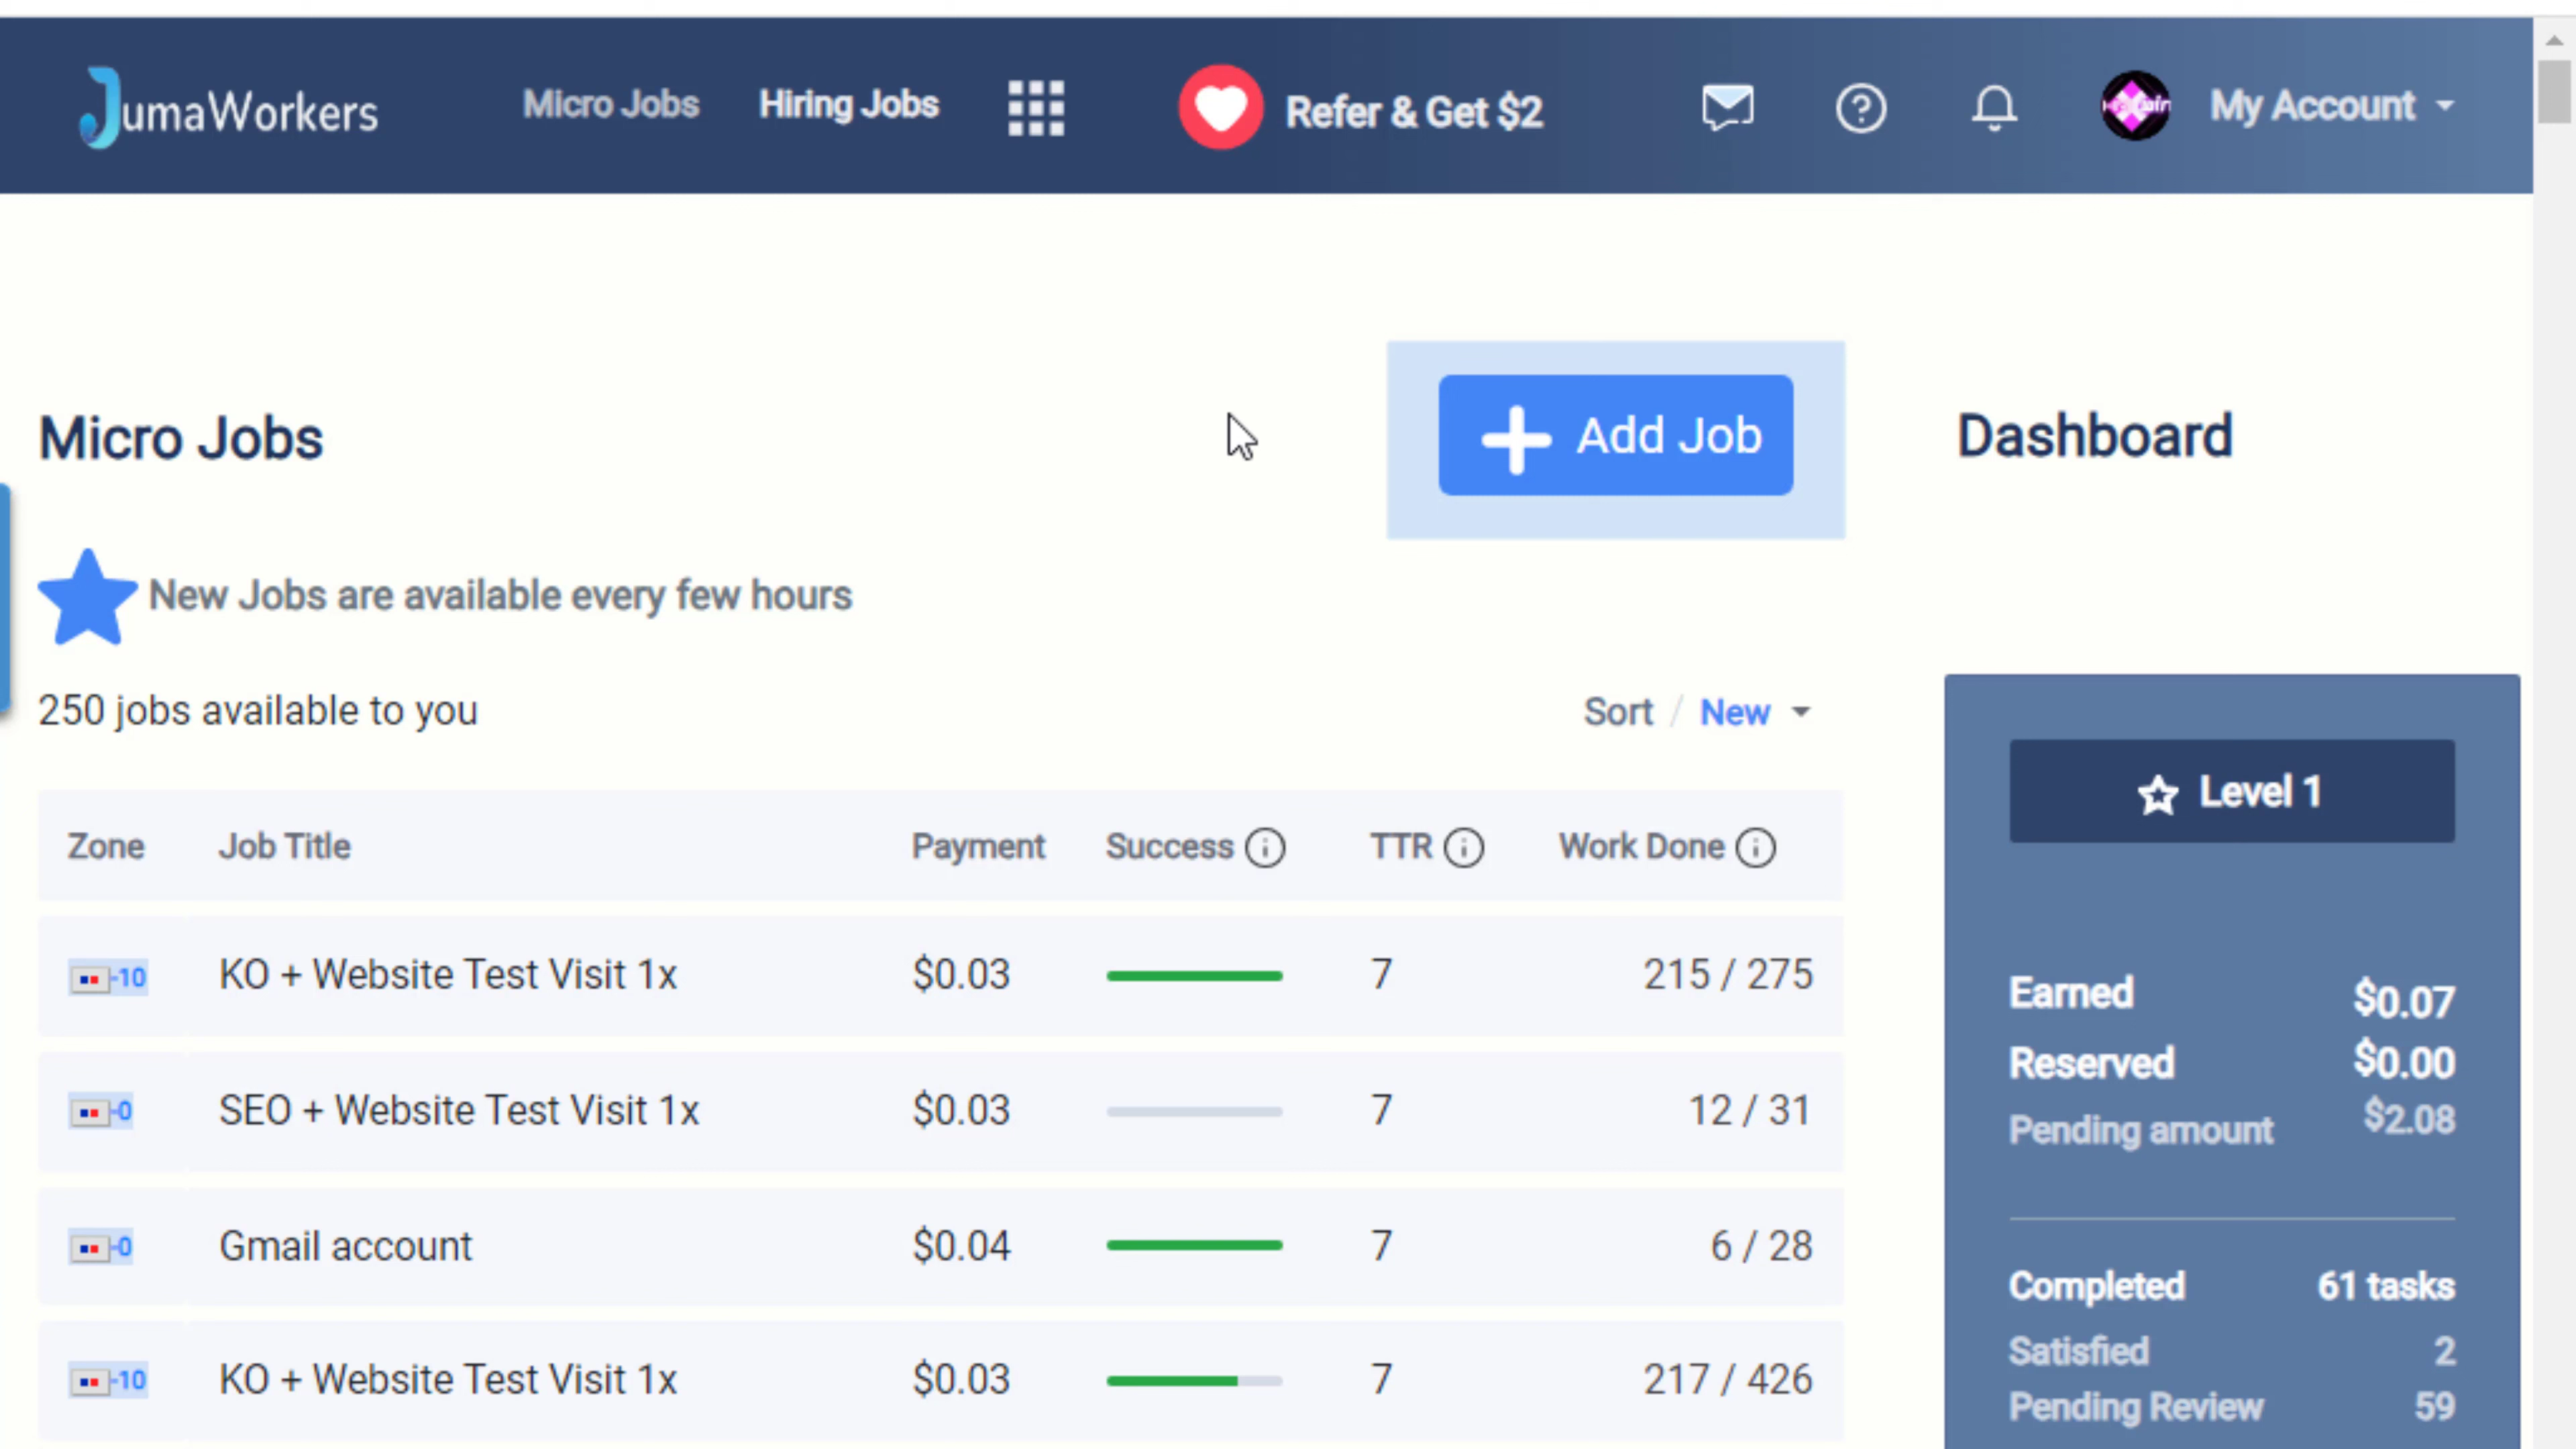 JumaWorkers
Micro Jobs
Hiring Jobs
Refer & Get $2
My Account
Micro Jobs
Add Job
Dashboard
New Jobs are available every few hours
250 jobs available to you
Sort / New
Level 1
Zone Job Title Payment Success TTR Work Done
-10 KO + Website Test Visit 1x $0.03 7 215 / 275
-0 SEO + Website Test Visit 1x $0.03 7 12 / 31
-0 Gmail account $0.04 7 6 / 28
-10 KO + Website Test Visit 1x $0.03 7 217 / 426
Earned $0.07
Reserved $0.00
Pending amount $2.08
Completed 61 tasks
Satisfied 2
Pending Review 59